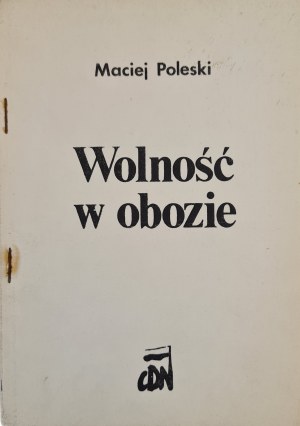 Maciej Poleski
Wolność
w obozie
CDN